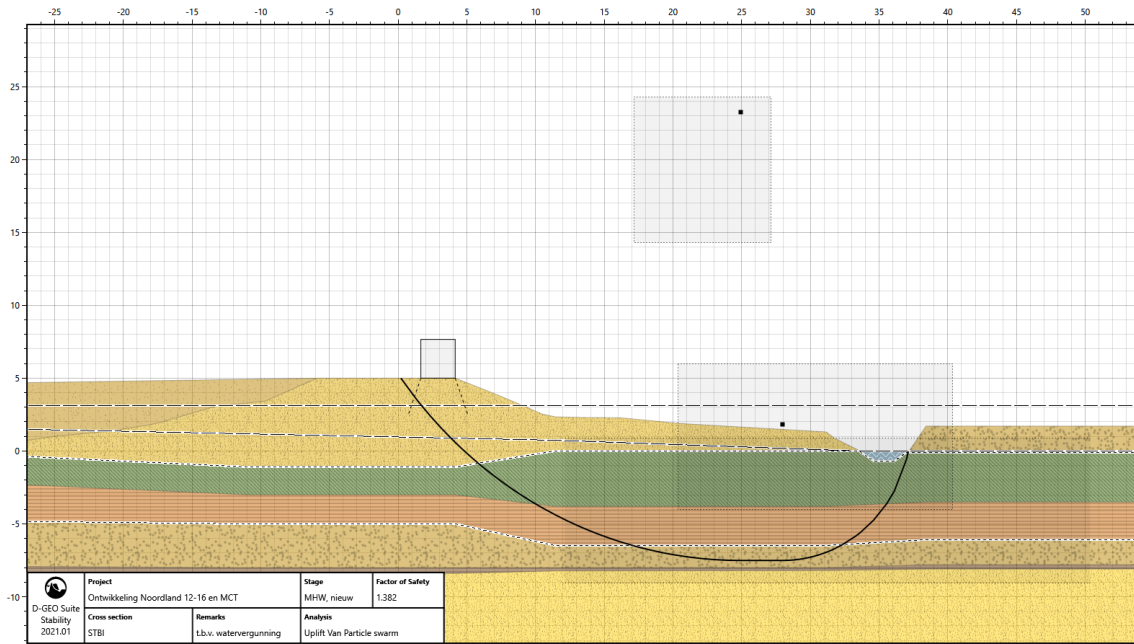 -25 -20 -15 -10 -5 0 5 10 15 20 25 30 35 40 45 50
25
20
15
10
5
0
-5
-10
D-GEO Suite
Stability
2021.01
Project
Ontwikkeling Noordland 12-16 en MCT
Stage
MHW, nieuw
Factor of Safety
1.382
Cross section
STBI
Remarks
t.b.v. watervergunning
Analysis
Uplift Van Particle swarm